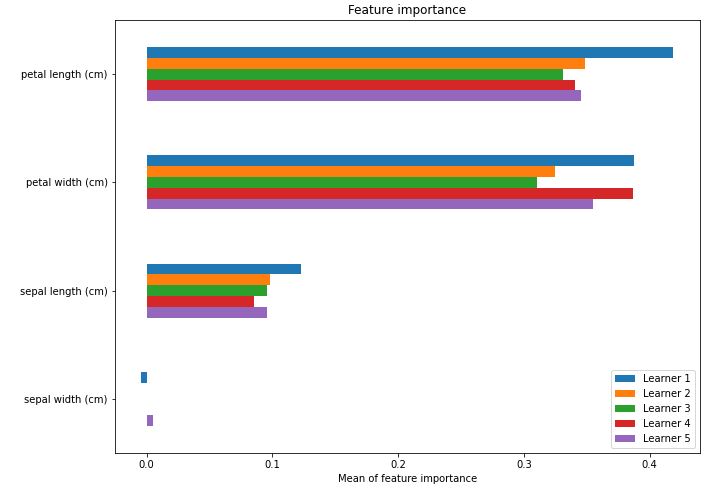 Feature importance
petal length (cm)
petal width (cm)
sepal length (cm)
sepal width (cm)
Learner 1
Learner 2
Learner 3
Learner 4
Learner 5
0.0 0.1 0.2 0.3 0.4
Mean of feature importance